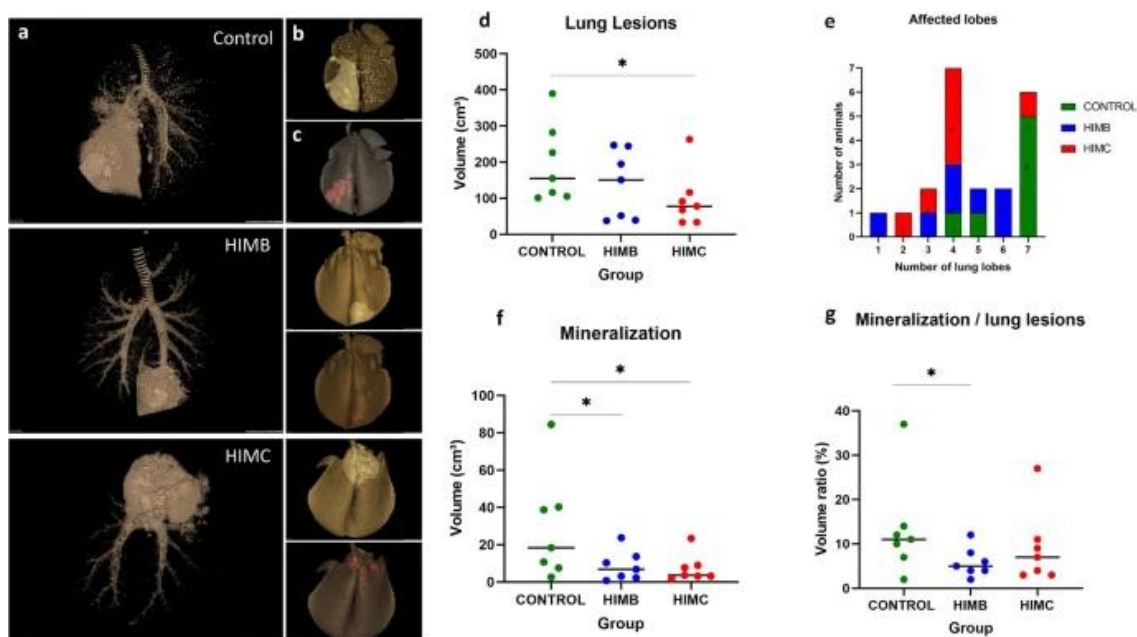 a
Control
b
c
HIMB
HIMC
d
Lung Lesions
*
Volume (cm³)
500
400
300
200
100
0
CONTROL HIMB HIMC
Group
e
Affected lobes
Number of animals
7
6
5
4
3
2
1
0
1 2 3 4 5 6 7
Number of lung lobes
CONTROL
HIMB
HIMC
f
Mineralization
*
*
Volume (cm³)
100
80
60
40
20
0
CONTROL HIMB HIMC
Group
g
Mineralization / lung lesions
*
Volume ratio (%)
40
30
20
10
0
CONTROL HIMB HIMC
Group